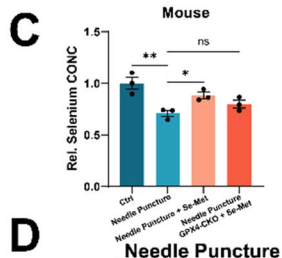 C
Mouse
Rel. Selenium CONC
1.5
1.0
0.5
0.0
**
*
ns
Ctrl
Needle Puncture
Needle Puncture + Se-Met
Needle Puncture
GPX4-CKO + Se-Met
D
Needle Puncture